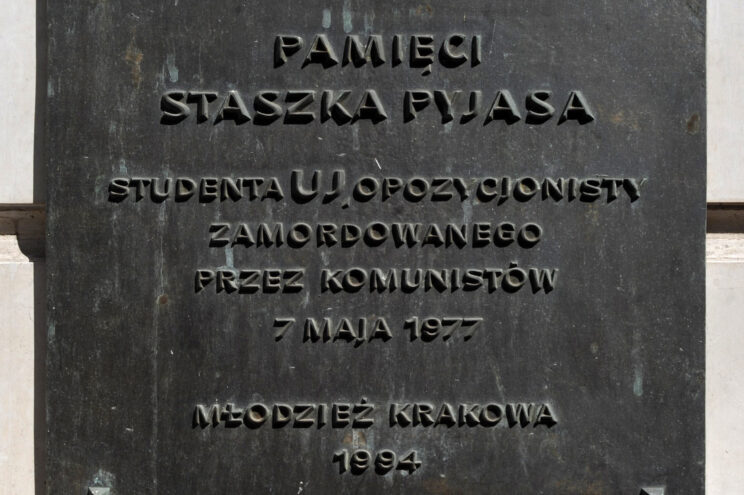 PAMIĘCI
STASZKA PYJASA
STUDENTA UJ, OPOZYCJONISTY
ZAMORDOWANEGO
PRZEZ KOMUNISTÓW
7 MAJA 1977
MŁODZIEŻ KRAKOWA
1994